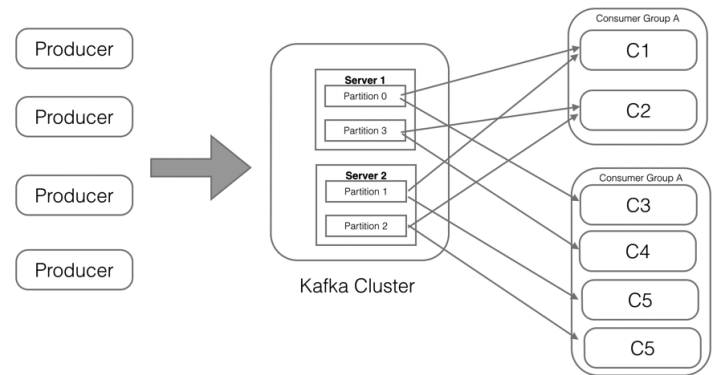 Producer
Producer
Producer
Producer
Server 1
Partition 0
Partition 3
Server 2
Partition 1
Partition 2
Kafka Cluster
Consumer Group A
C1
C2
Consumer Group A
C3
C4
C5
C5